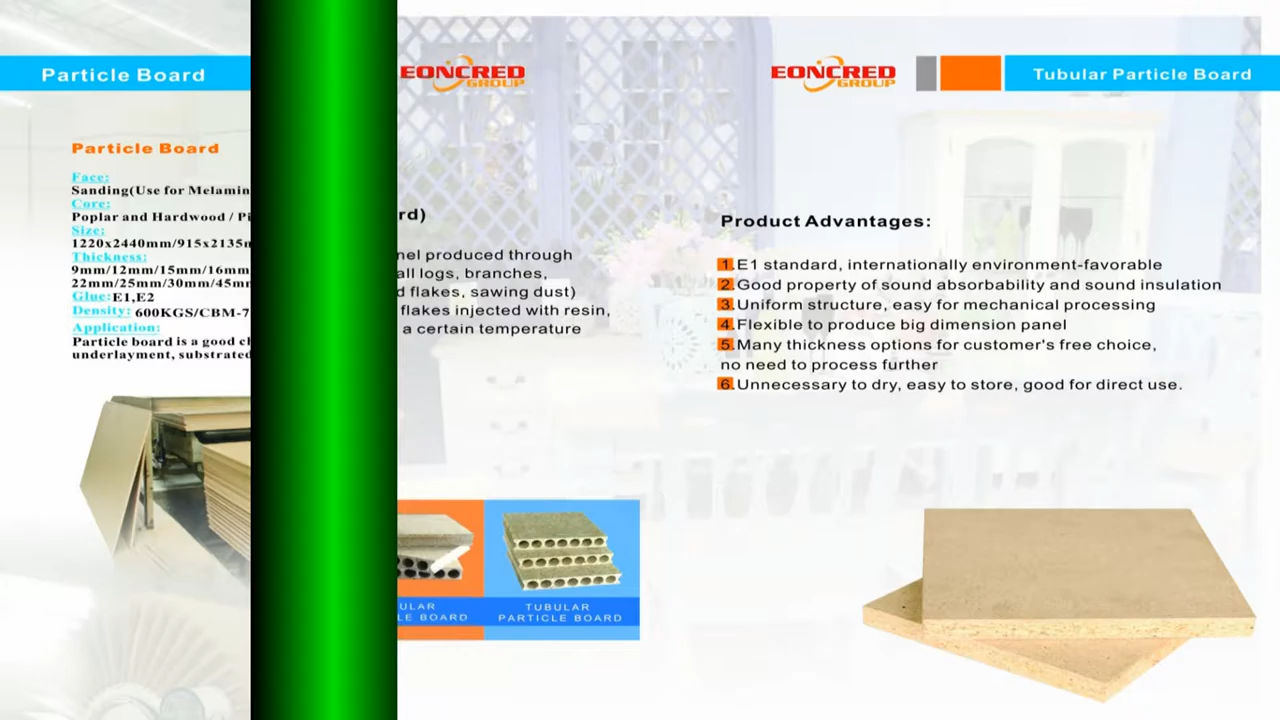 Particle Board
Particle Board
Face:
Sanding(Use for
Core:
Poplar and Hardwood /
Size:
1220x2440mm/
Thickness:
9mm/12mm/15mm/16mm
22mm/25mm/30mm/
Glue:E1,E2
Density: 600KGS/
Application:
Particle board is a good
underlayment, substrated
EONCRED
GROUP
rd)
nel produced through
all logs, branches,
d flakes, sawing dust)
flakes injected with resin,
a certain temperature
ULAR
LE BOARD
TUBULAR
PARTICLE BOARD
EONCRED
GROUP
Tubular Particle Board
Product Advantages:
1.E1 standard, internationally environment-favorable
2.Good property of sound absorbability and sound insulation
3.Uniform structure, easy for mechanical processing
4.Flexible to produce big dimension panel
5.Many thickness options for customer's free choice,
no need to process further
6.Unnecessary to dry, easy to store, good for direct use.